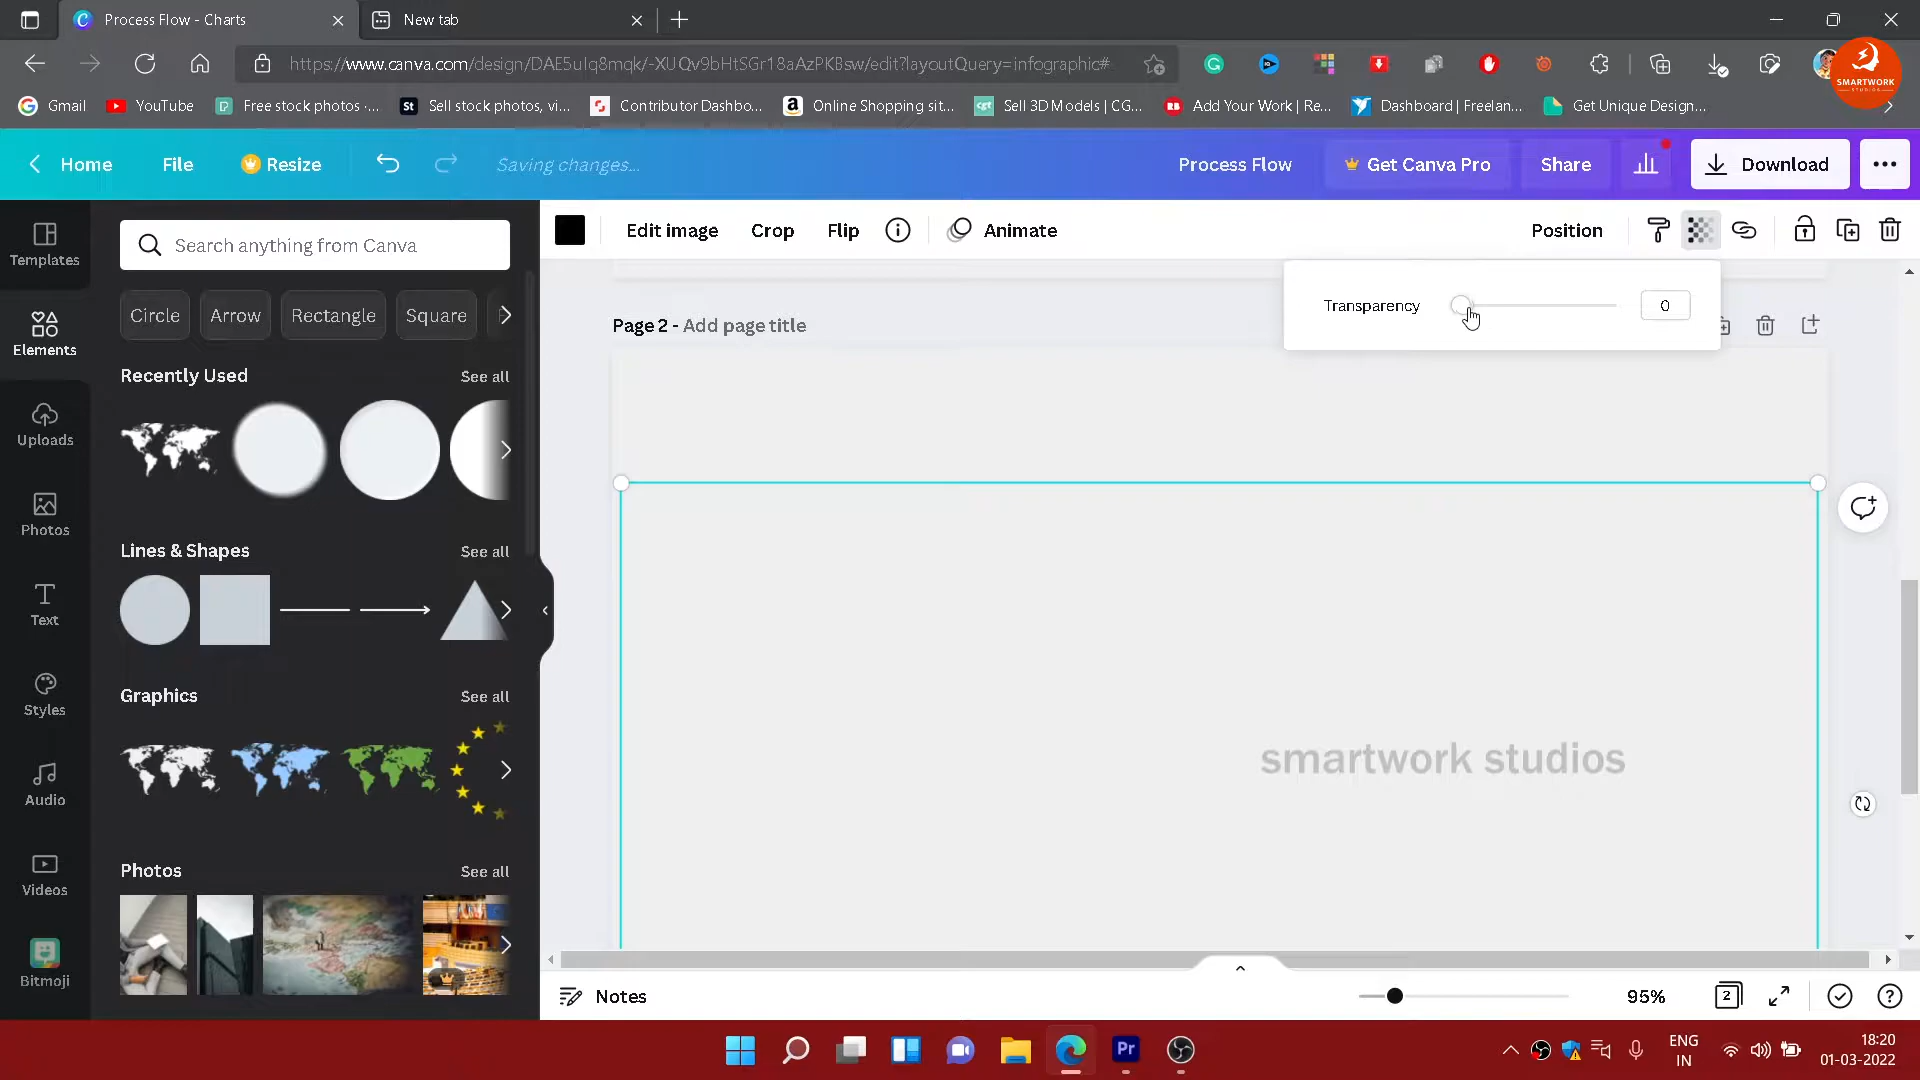 Process Flow - Charts
New tab
https://www.canva.com/design/DAE5uIq8mqk/-XUQv9bHtSGr18aAzPKBsw/edit?layoutQuery=infographic#
SMARTWORK
STUDIOS
Gmail
YouTube
Free stock photos ·...
Sell stock photos, vi...
Contributor Dashbo...
Online Shopping sit...
Sell 3D Models | CG...
Add Your Work | Re...
Dashboard | Freelan...
Get Unique Design...
Home
File
Resize
Saving changes...
Process Flow
Get Canva Pro
Share
Download
Templates
Elements
Uploads
Photos
Text
Styles
Audio
Videos
Bitmoji
Search anything from Canva
Circle
Arrow
Rectangle
Square
Recently Used
See all
Lines & Shapes
See all
Graphics
See all
Photos
See all
Edit image
Crop
Flip
Animate
Position
Transparency
0
Page 2 - Add page title
smartwork studios
Notes
95%
2
Pr
ENG
IN
18:20
01-03-2022